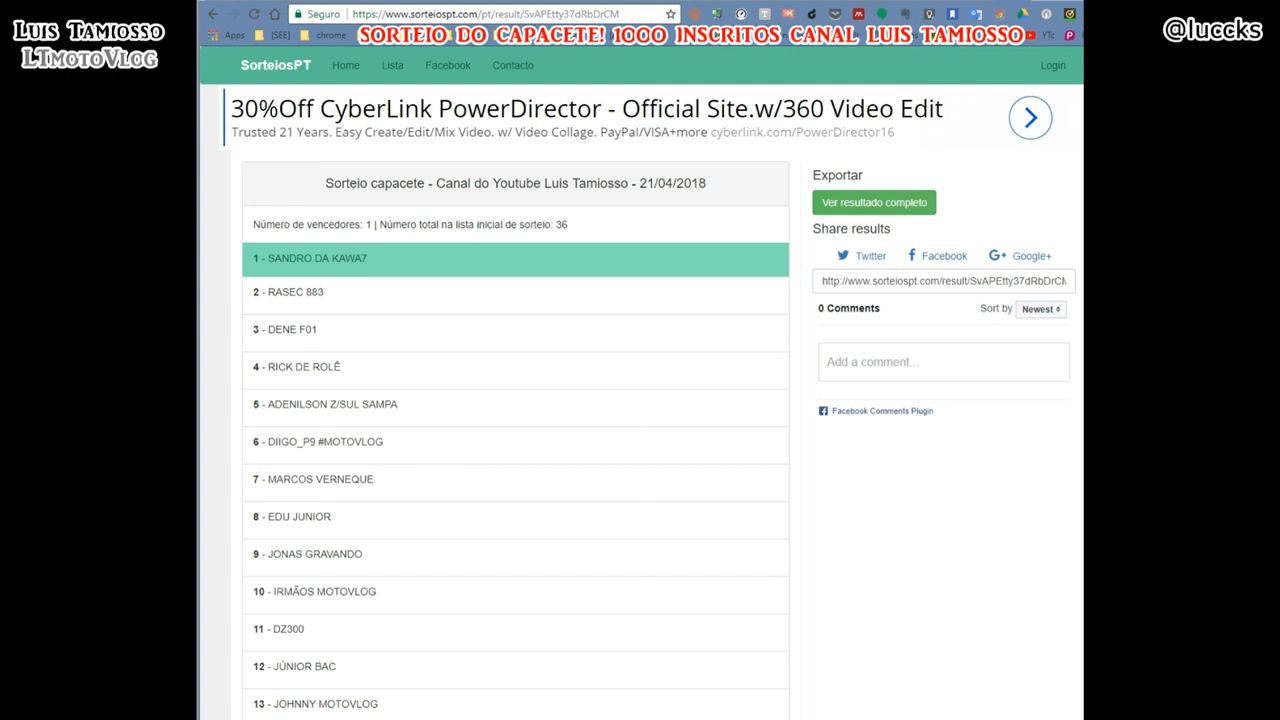 Luis Tamiosso
LTmotoVlog
@luccks
Seguro
https://www.sorteiospt.com/pt/result/SvAPEtty37dRbDrCM
Apps
[SEE]
chrome
SORTEIO DO CAPACETE! 1000 INSCRITOS CANAL LUIS TAMIOSSO
YTc
SorteiosPT
Home
Lista
Facebook
Contacto
Login
30%Off CyberLink PowerDirector - Official Site.w/360 Video Edit
Trusted 21 Years. Easy Create/Edit/Mix Video. w/ Video Collage. PayPal/VISA+more cyberlink.com/PowerDirector16
Sorteio capacete - Canal do Youtube Luis Tamiosso - 21/04/2018
Número de vencedores: 1 | Número total na lista inicial de sorteio: 36
1 - SANDRO DA KAWA7
2 - RASEC 883
3 - DENE F01
4 - RICK DE ROLÊ
5 - ADENILSON Z/SUL SAMPA
6 - DIIGO_P9 #MOTOVLOG
7 - MARCOS VERNEQUE
8 - EDU JUNIOR
9 - JONAS GRAVANDO
10 - IRMÃOS MOTOVLOG
11 - DZ300
12 - JÚNIOR BAC
13 - JOHNNY MOTOVLOG
Exportar
Ver resultado completo
Share results
Twitter
Facebook
Google+
http://www.sorteiospt.com/result/SvAPEtty37dRbDrCM
0 Comments
Sort by
Newest
Add a comment...
Facebook Comments Plugin